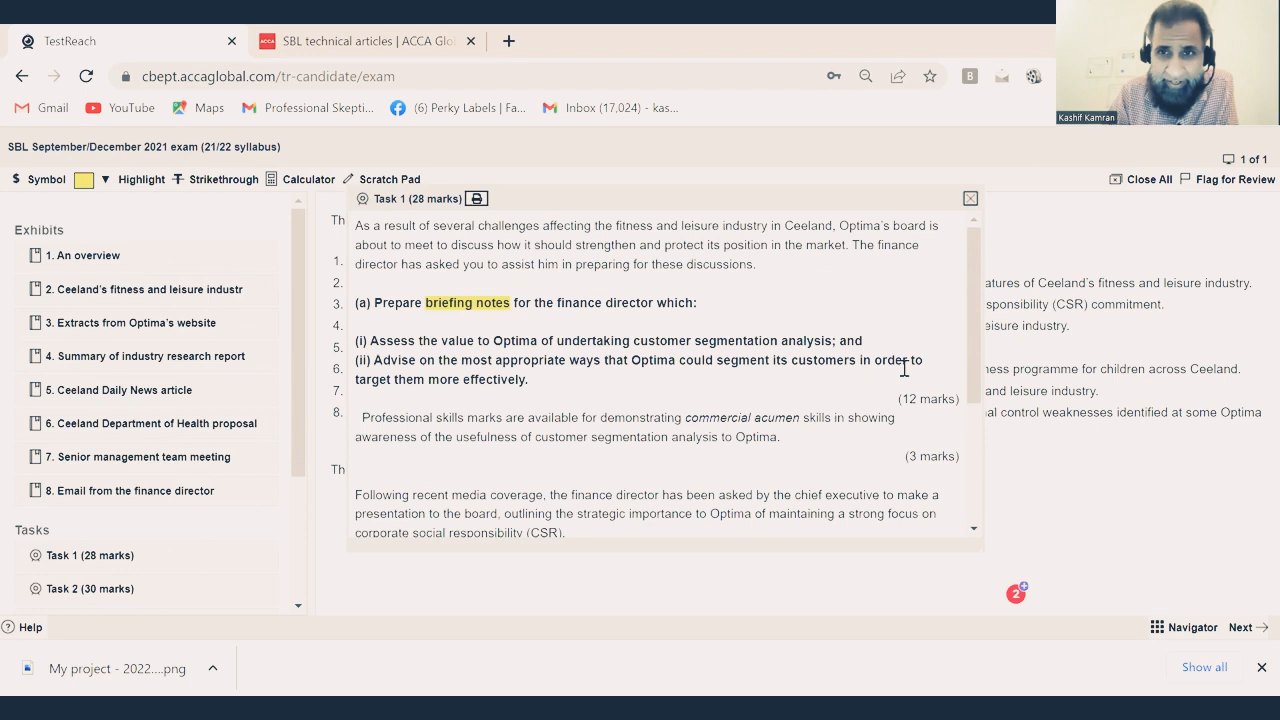 TestReach
ACCA SBL technical articles | ACCA Glo
cbept.accaglobal.com/tr-candidate/exam
B
Gmail YouTube Maps Professional Skepti... (6) Perky Labels | Fa... Inbox (17,024) - kas...
Kashif Kamran
SBL September/December 2021 exam (21/22 syllabus)
1 of 1
$ Symbol Highlight Strikethrough Calculator Scratch Pad Close All Flag for Review
Exhibits
1. An overview
2. Ceeland's fitness and leisure industr
3. Extracts from Optima's website
4. Summary of industry research report
5. Ceeland Daily News article
6. Ceeland Department of Health proposal
7. Senior management team meeting
8. Email from the finance director
Tasks
Task 1 (28 marks)
Task 2 (30 marks)
Th
1.
2.
3.
4.
5.
6.
7.
8.
Th
Task 1 (28 marks)
As a result of several challenges affecting the fitness and leisure industry in Ceeland, Optima's board is
about to meet to discuss how it should strengthen and protect its position in the market. The finance
director has asked you to assist him in preparing for these discussions.
(a) Prepare briefing notes for the finance director which:
(i) Assess the value to Optima of undertaking customer segmentation analysis; and
(ii) Advise on the most appropriate ways that Optima could segment its customers in order to
target them more effectively.
(12 marks)
Professional skills marks are available for demonstrating commercial acumen skills in showing
awareness of the usefulness of customer segmentation analysis to Optima.
(3 marks)
Following recent media coverage, the finance director has been asked by the chief executive to make a
presentation to the board, outlining the strategic importance to Optima of maintaining a strong focus on
corporate social responsibility (CSR).
atures of Ceeland's fitness and leisure industry.
sponsibility (CSR) commitment.
eisure industry.
ness programme for children across Ceeland.
and leisure industry.
al control weaknesses identified at some Optima
2
Help
Navigator Next
My project - 2022....png
Show all